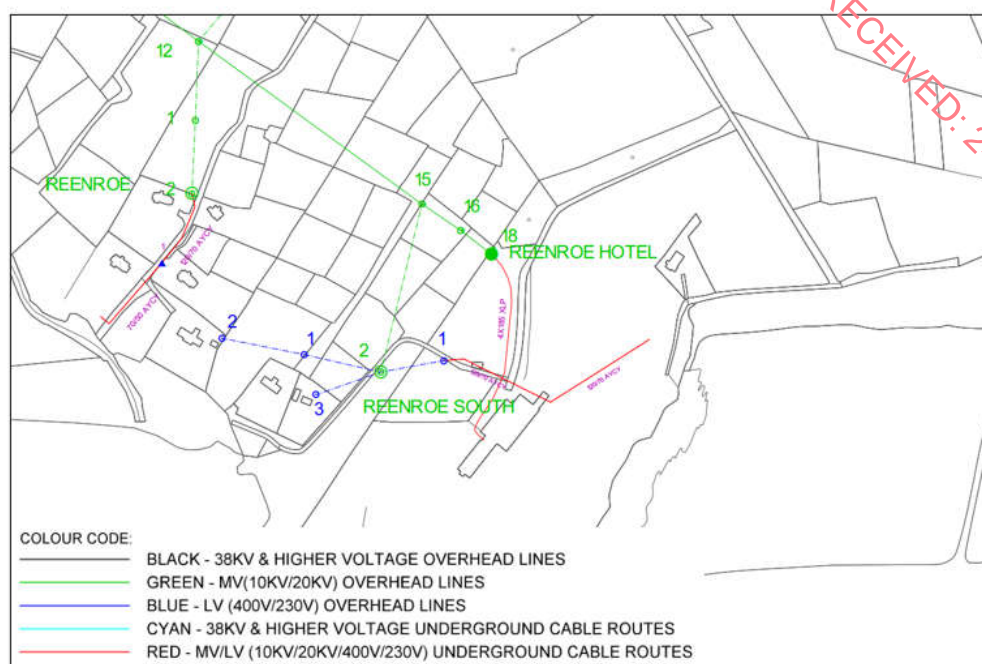 RECEIVED: 2
12
1
REENROE
2
15
16
18
REENROE HOTEL
70/50 AYCY
4X185 XLP
2
1
2
1
3
REENROE SOUTH
COLOUR CODE:
BLACK - 38KV & HIGHER VOLTAGE OVERHEAD LINES
GREEN - MV(10KV/20KV) OVERHEAD LINES
BLUE - LV (400V/230V) OVERHEAD LINES
CYAN - 38KV & HIGHER VOLTAGE UNDERGROUND CABLE ROUTES
RED - MV/LV (10KV/20KV/400V/230V) UNDERGROUND CABLE ROUTES